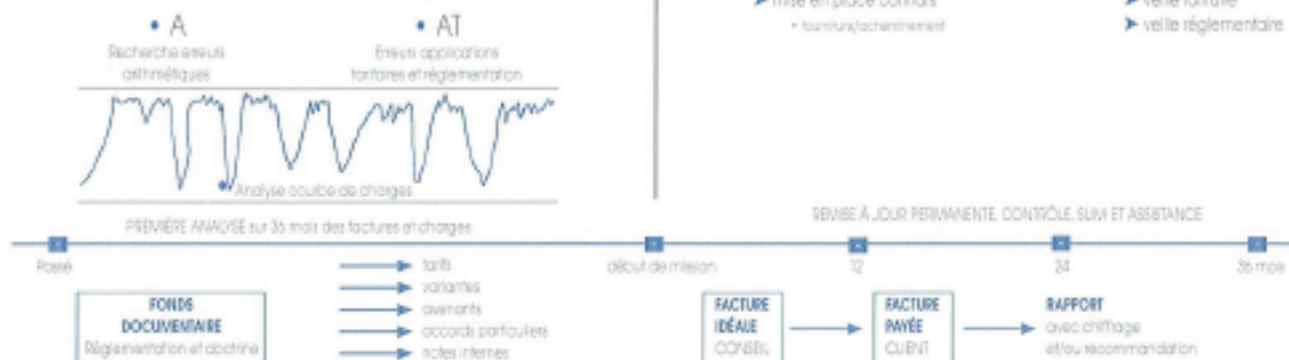 • A
Recherche erreurs
arithmétiques
• AT
Erreurs applications
tarifaires et réglementation
Analyse courbe de charges
PREMIÈRE ANALYSE sur 36 mois des factures et charges
mise en place
• fourniture/acheminement
veille tarifaire
veille réglementaire
REMISE À JOUR PERMANENTE, CONTRÔLE, SUIVI ET ASSISTANCE
Passé
début de mission
12
24
36 mois
FONDS
DOCUMENTAIRE
Réglementation et doctrine
tarifs
variantes
avenants
accords particuliers
notes internes
FACTURE
IDÉALE
CONSEIL
FACTURE
PAYÉE
CLIENT
RAPPORT
avec chiffrage
et/ou recommandation